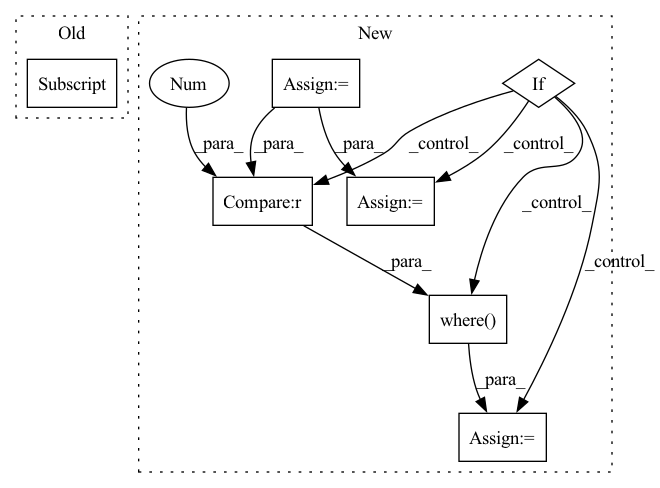 Old
New
Subscript
Num
Assign:=
If
_para_
_para_
_para_
_control_
_control_
Compare:r
Assign:=
_control_
_para_
_control_
where()
_para_
Assign:=